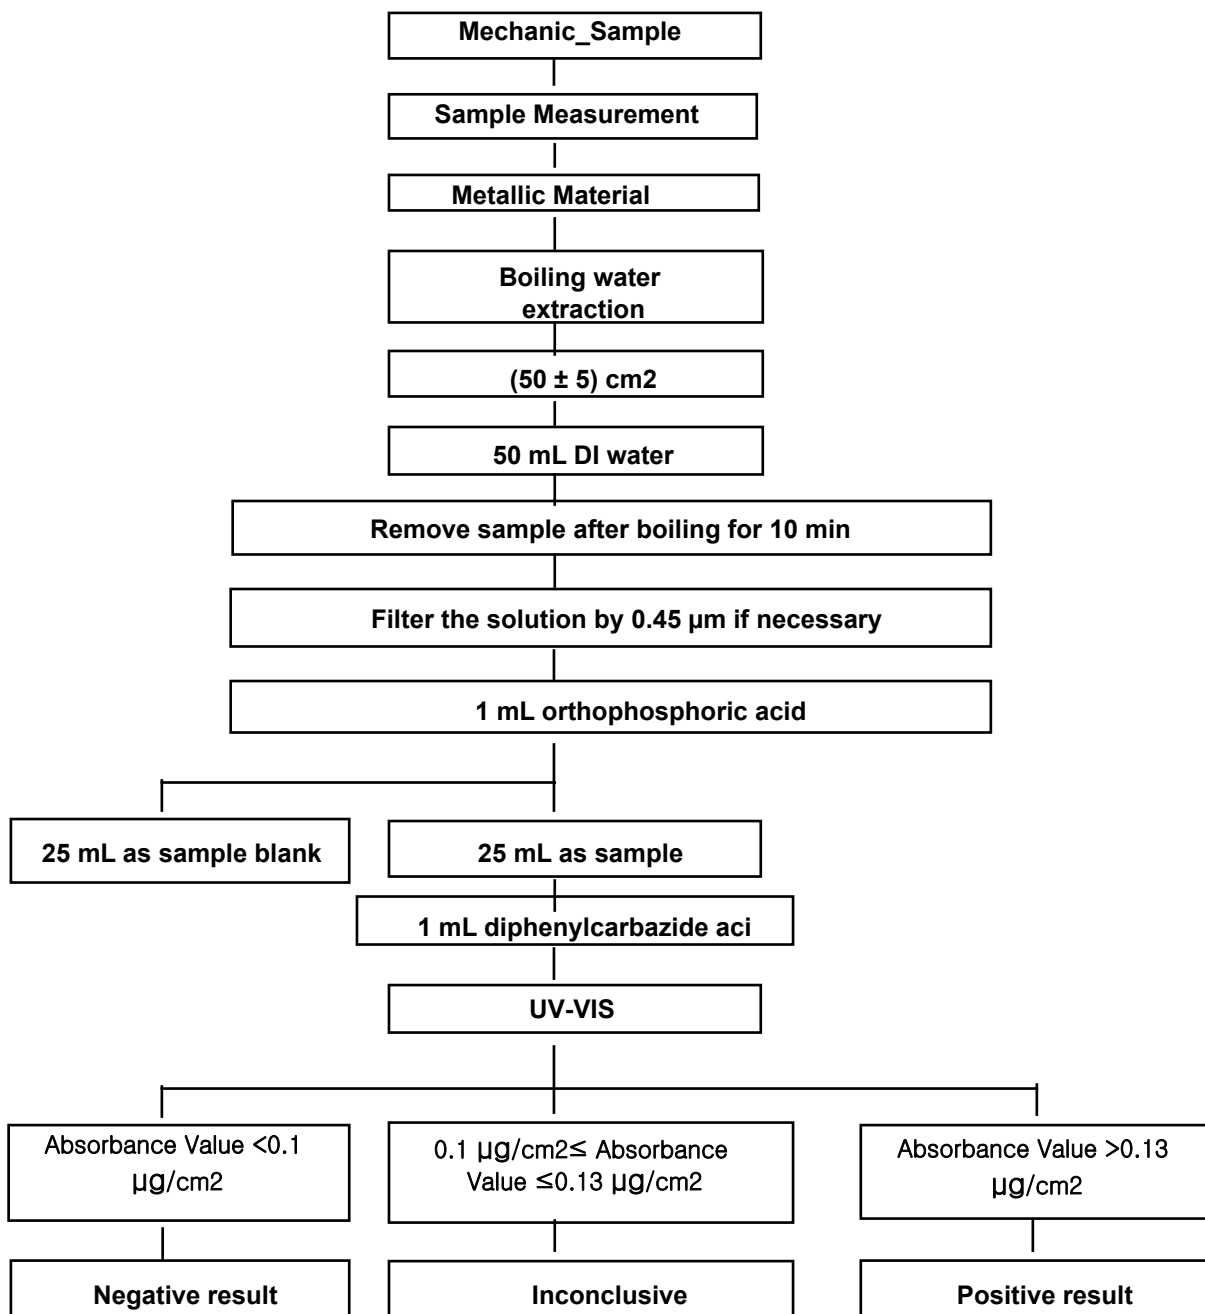 Mechanic_Sample
Sample Measurement
Metallic Material
Boiling water
extraction
(50 ± 5) cm2
50 mL DI water
Remove sample after boiling for 10 min
Filter the solution by 0.45 µm if necessary
1 mL orthophosphoric acid
25 mL as sample blank
25 mL as sample
1 mL diphenylcarbazide aci
UV-VIS
Absorbance Value <0.1
µg/cm2
0.1 µg/cm2≤ Absorbance
Value ≤0.13 µg/cm2
Absorbance Value >0.13
µg/cm2
Negative result
Inconclusive
Positive result